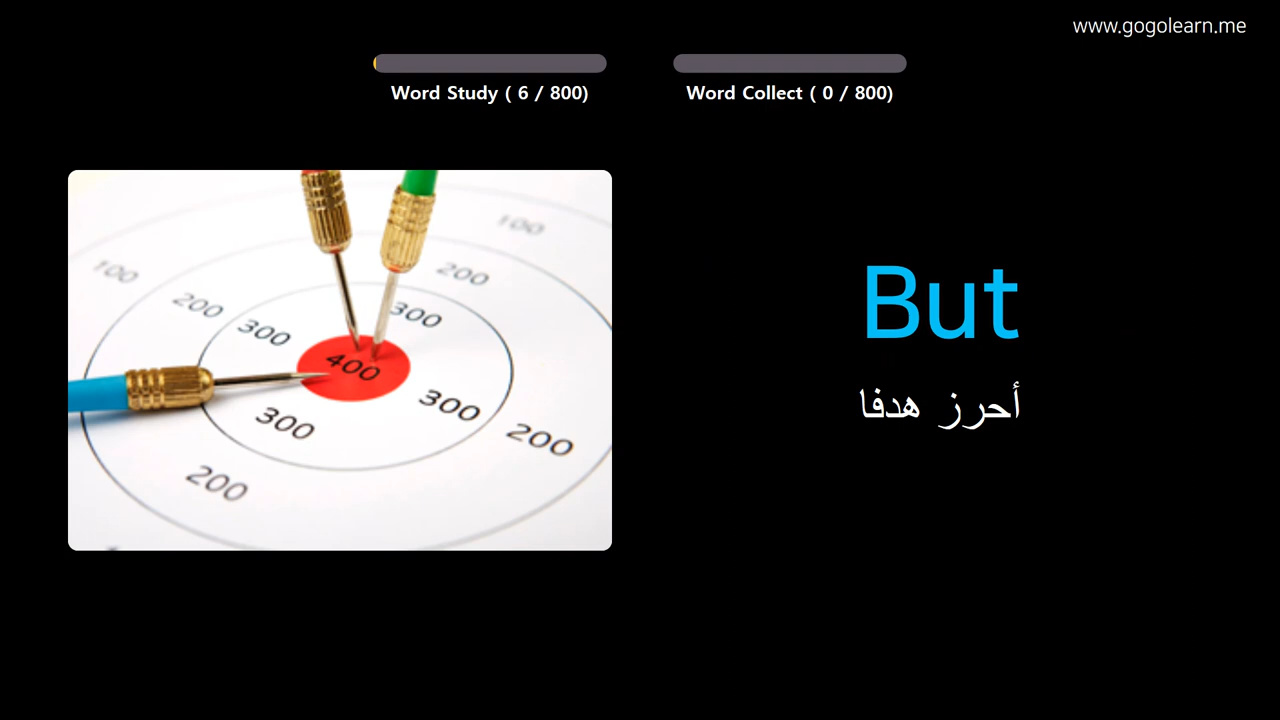 www.gogolearn.me
Word Study ( 6 / 800)
Word Collect ( 0 / 800)
100
100
200
200
300
300
400
300
300
200
200
But
أحرز هدفا